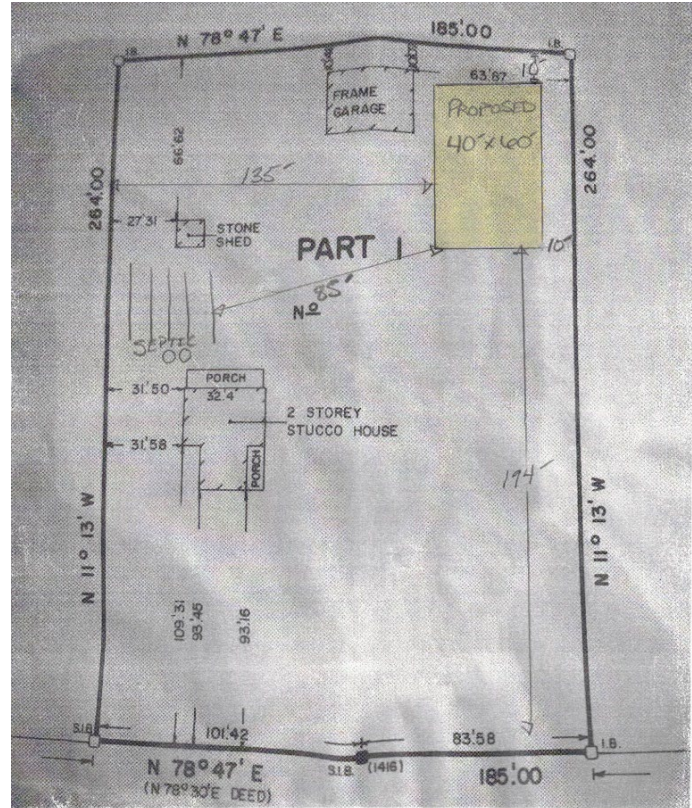 N 78° 47' E
185'.00
I.B.
I.B.
63'.87
10'
FRAME
GARAGE
PROPOSED
40'x60'
66'.62
264'.00
264'.00
135'
27'.31
STONE
SHED
PART 1
10'
85'
Nº
SEPTIC
PORCH
31'.50
32'.4
2 STOREY
STUCCO HOUSE
31'.58
PORCH
194'
N 11° 13' W
N 11° 13' W
109'.31
93'.45
93'.16
S.I.B.
101'.42
83'.58
I.B.
N 78° 47' E
S.I.B.
(1416)
185'.00
(N 78° 30'E DEED)